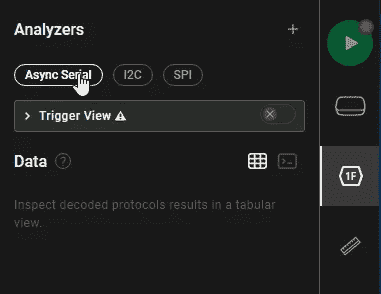 Analyzers
Async Serial I2C SPI
Trigger View
Data
Inspect decoded protocols results in a tabular
view.
1F